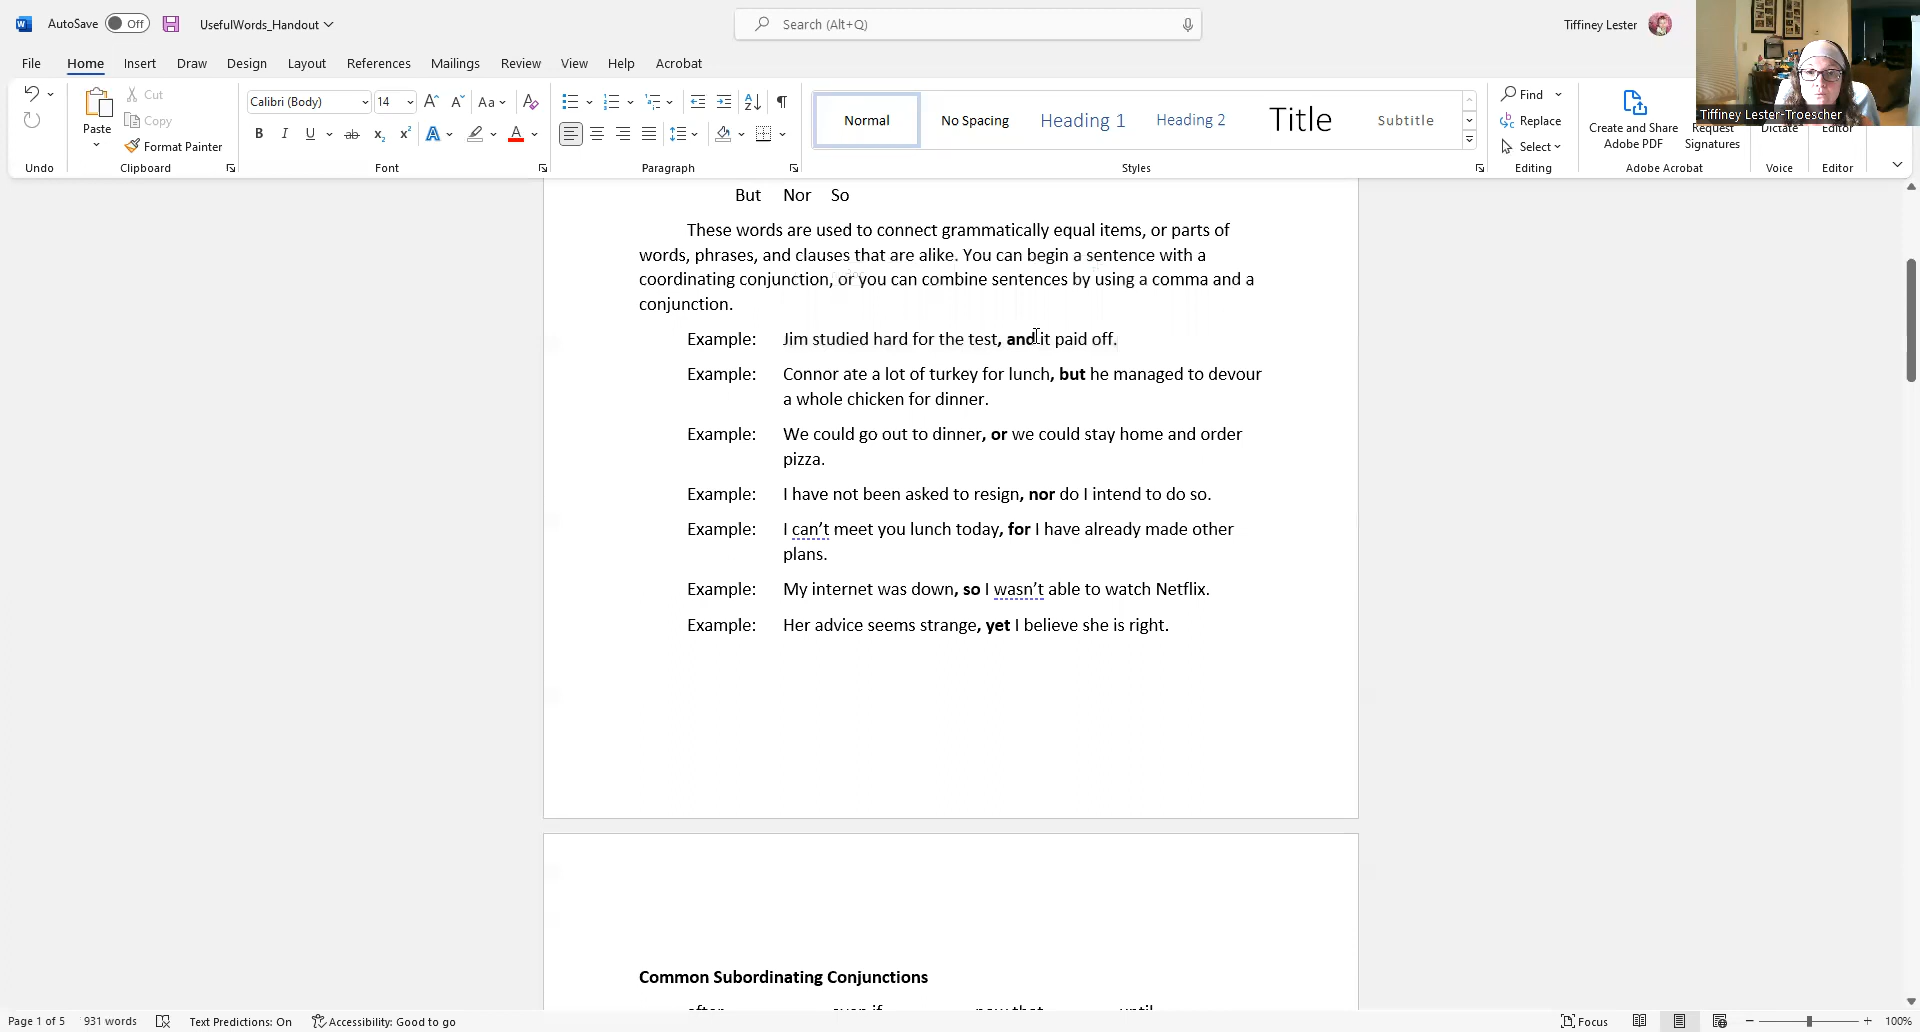 AutoSave Off UsefulWords_Handout Search (Alt+Q) Tiffiney Lester
File Home Insert Draw Design Layout References Mailings Review View Help Acrobat
Paste Cut Copy Format Painter
Calibri (Body) 14 Aa
B I U ab x₂ x² A A
Normal No Spacing Heading 1 Heading 2 Title Subtitle
Find Replace Select
Create and Share
Adobe PDF
Request
Signatures
Dictate Editor
Tiffiney Lester-Troescher
Undo Clipboard Font Paragraph Styles Editing Adobe Acrobat Voice Editor
But Nor So
These words are used to connect grammatically equal items, or parts of
words, phrases, and clauses that are alike. You can begin a sentence with a
coordinating conjunction, or you can combine sentences by using a comma and a
conjunction.
Example: Jim studied hard for the test, and it paid off.
Example: Connor ate a lot of turkey for lunch, but he managed to devour
a whole chicken for dinner.
Example: We could go out to dinner, or we could stay home and order
pizza.
Example: I have not been asked to resign, nor do I intend to do so.
Example: I can’t meet you lunch today, for I have already made other
plans.
Example: My internet was down, so I wasn’t able to watch Netflix.
Example: Her advice seems strange, yet I believe she is right.
Common Subordinating Conjunctions
after even if now that until
Page 1 of 5 931 words Text Predictions: On Accessibility: Good to go Focus 100%